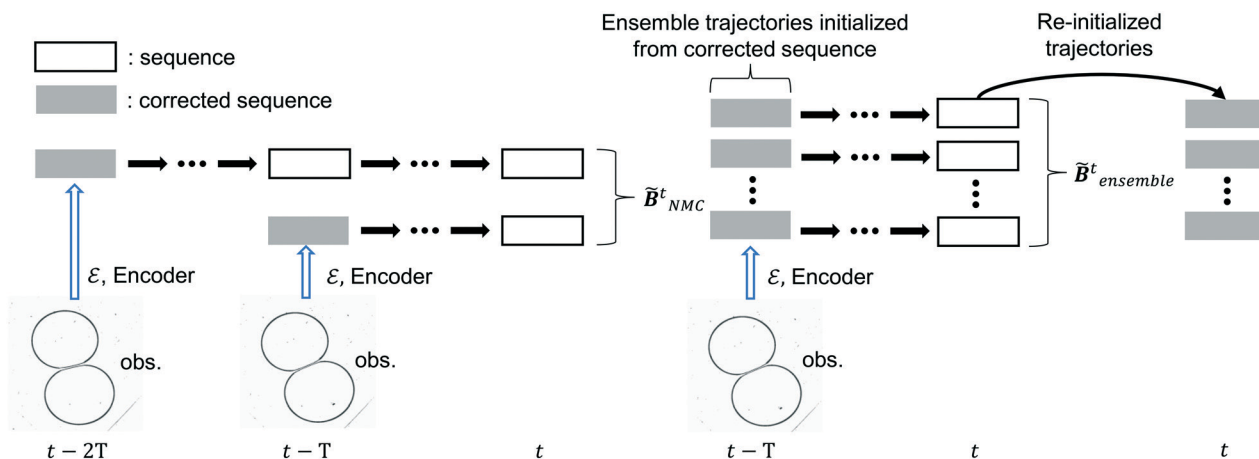 : sequence
: corrected sequence
ℰ, Encoder
obs.
ℰ, Encoder
obs.
t − 2T
t − T
t
B̃ᵗ_NMC
Ensemble trajectories initialized
from corrected sequence
Re-initialized
trajectories
B̃ᵗ_ensemble
ℰ, Encoder
obs.
t − T
t
t